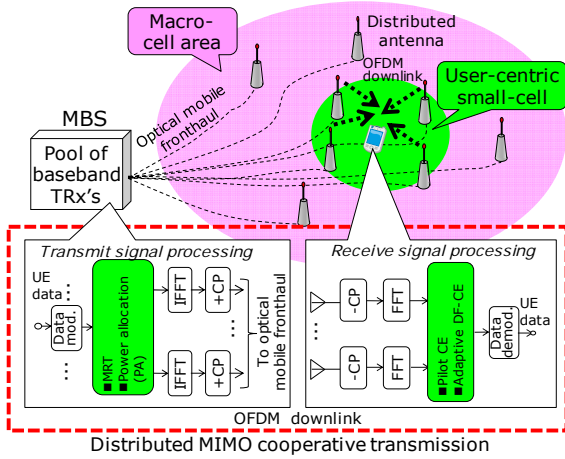 Macro-
cell area
Distributed
antenna
OFDM
downlink
User-centric
small-cell
MBS
Pool of
baseband
TRx's
Optical mobile
fronthaul
Transmit signal processing
UE
data
Data
mod.
■MRT
■Power allocation
(PA)
IFFT
+CP
IFFT
+CP
To optical
mobile fronthaul
Receive signal processing
-CP
FFT
-CP
FFT
■Pilot CE
■Adaptive DF-CE
Data
demod.
UE
data
OFDM downlink
Distributed MIMO cooperative transmission